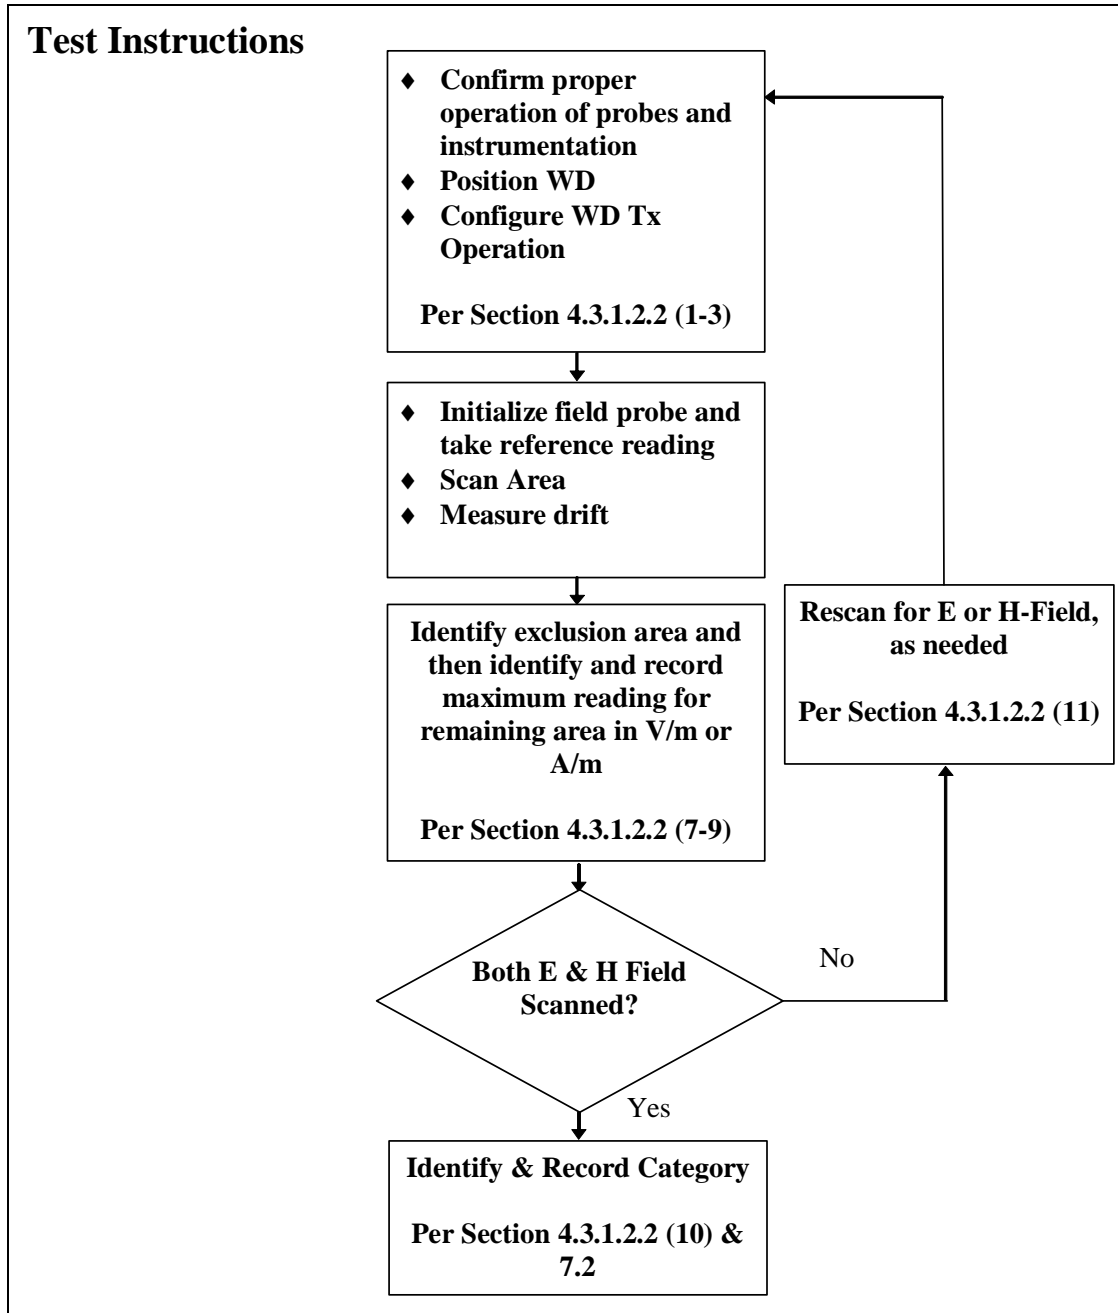 Test Instructions
♦ Confirm proper
operation of probes and
instrumentation
♦ Position WD
♦ Configure WD Tx
Operation
Per Section 4.3.1.2.2 (1-3)
♦ Initialize field probe and
take reference reading
♦ Scan Area
♦ Measure drift
Identify exclusion area and
then identify and record
maximum reading for
remaining area in V/m or
A/m
Per Section 4.3.1.2.2 (7-9)
Rescan for E or H-Field,
as needed
Per Section 4.3.1.2.2 (11)
Both E & H Field
Scanned?
No
Yes
Identify & Record Category
Per Section 4.3.1.2.2 (10) &
7.2